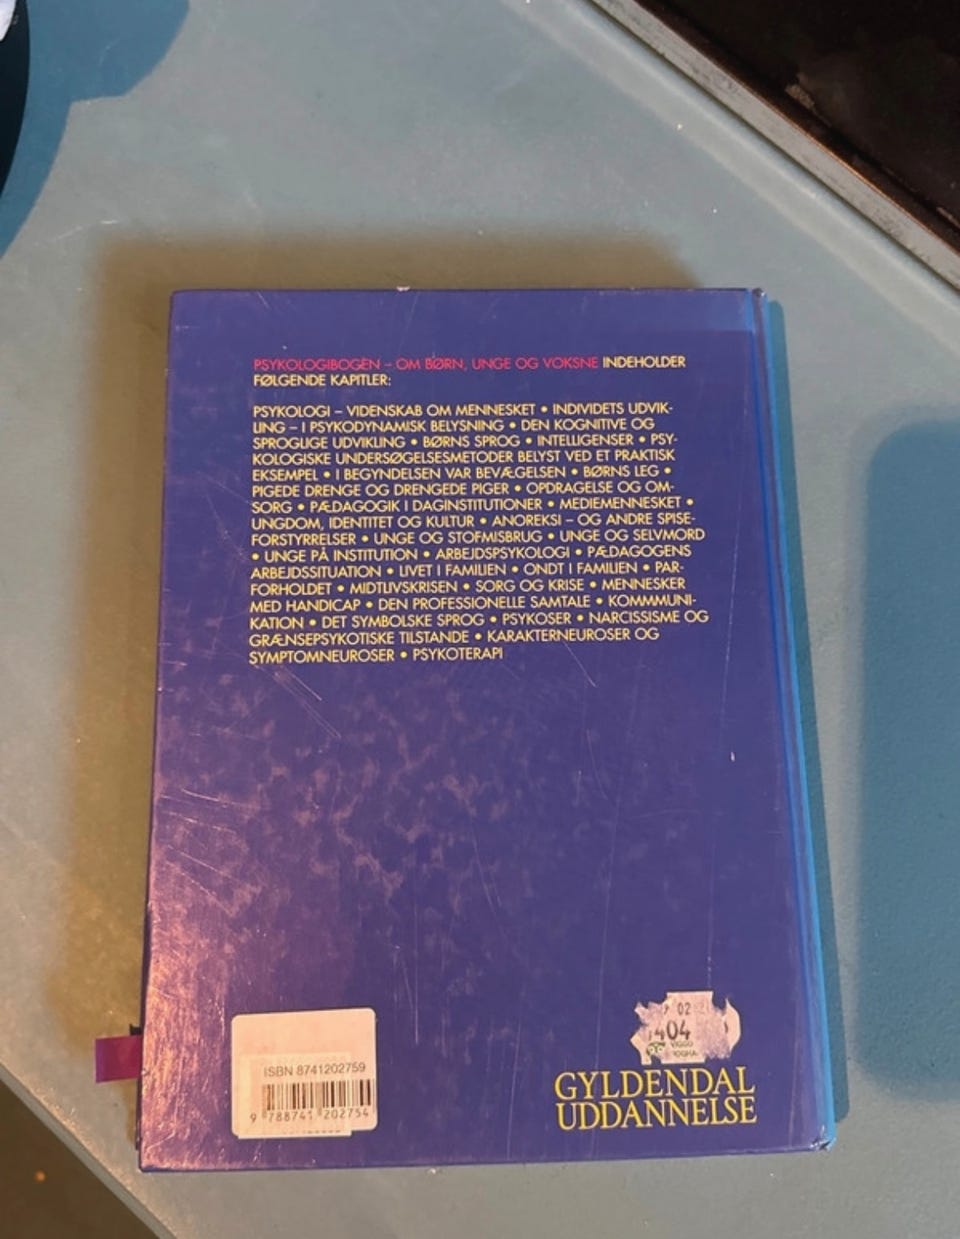 PSYKOLOGIBOGEN – OM BØRN, UNGE OG VOKSNE INDEHOLDER
FØLGENDE KAPITLER:
PSYKOLOGI – VIDENSKAB OM MENNESKET • INDIVIDETS UDVIK-
LING – I PSYKODYNAMISK BELYSNING • DEN KOGNITIVE OG
SPROGLIGE UDVIKLING • BØRNS SPROG • INTELLIGENSER • PSY-
KOLOGISKE UNDERSØGELSESMETODER BELYST VED ET PRAKTISK
EKSEMPEL • I BEGYNDELSEN VAR BEVÆGELSEN • BØRNS LEG •
PIGEDE DRENGE OG DRENGEDE PIGER • OPDRAGELSE OG OM-
SORG • PÆDAGOGIK I DAGINSTITUTIONER • MEDIEMENNESKET •
UNGDOM, IDENTITET OG KULTUR • ANOREKSI – OG ANDRE SPISE-
FORSTYRRELSER • UNGE OG STOFMISBRUG • UNGE OG SELVMORD
• UNGE PÅ INSTITUTION • ARBEJDSPSYKOLOGI • PÆDAGOGENS
ARBEJDSSITUATION • LIVET I FAMILIEN • ONDT I FAMILIEN • PAR-
FORHOLDET • MIDTLIVSKRISEN • SORG OG KRISE • MENNESKER
MED HANDICAP • DEN PROFESSIONELLE SAMTALE • KOMMMUNI-
KATION • DET SYMBOLSKE SPROG • PSYKOSER • NARCISSISME OG
GRÆNSEPSYKOTISKE TILSTANDE • KARAKTERNEUROSER OG
SYMPTOMNEUROSER • PSYKOTERAPI
02
404
ISBN 8741202759
9 788741 202754
GYLDENDAL
UDDANNELSE